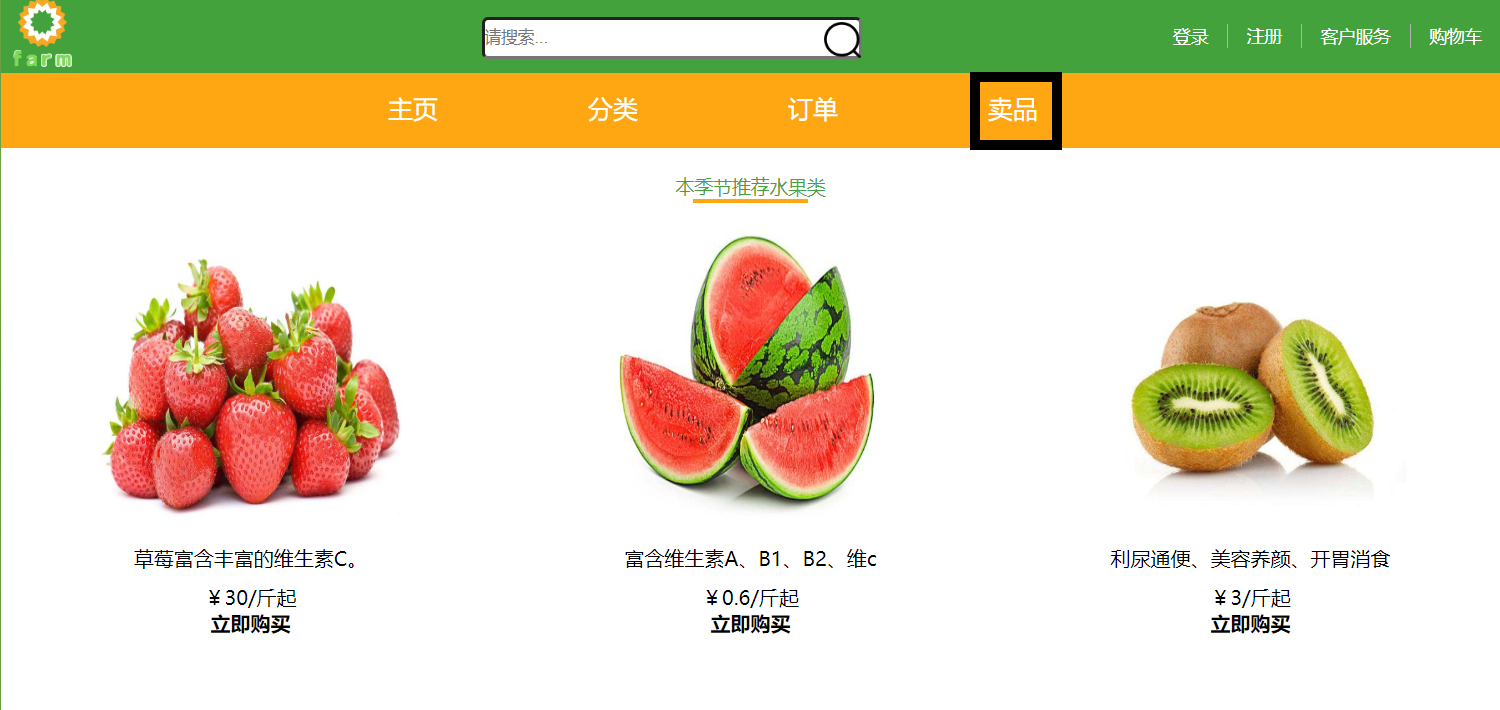 farm
请搜索...
登录
注册
客户服务
购物车
主页
分类
订单
卖品
本季节推荐水果类
草莓富含丰富的维生素C。
¥30/斤起
立即购买
富含维生素A、B1、B2、维c
¥0.6/斤起
立即购买
利尿通便、美容养颜、开胃消食
¥3/斤起
立即购买